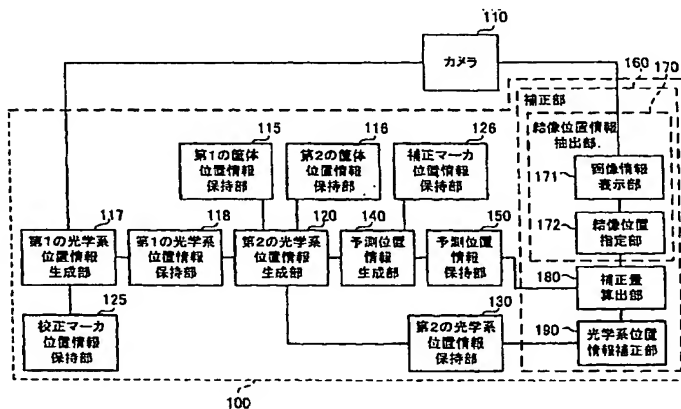 110
カメラ
160
170
補正部
結像位置情報
抽出部
171
画像情報
表示部
172
結像位置
指定部
115
第1の筐体
位置情報
保持部
116
第2の筐体
位置情報
保持部
126
補正マーカ
位置情報
保持部
117
第1の光学系
位置情報
生成部
118
第1の光学系
位置情報
保持部
120
第2の光学系
位置情報
生成部
140
予測位置
情報
生成部
150
予測位置
情報
保持部
180
補正量
算出部
125
校正マーカ
位置情報
保持部
130
第2の光学系
位置情報
保持部
190
光学系位置
情報補正部
100